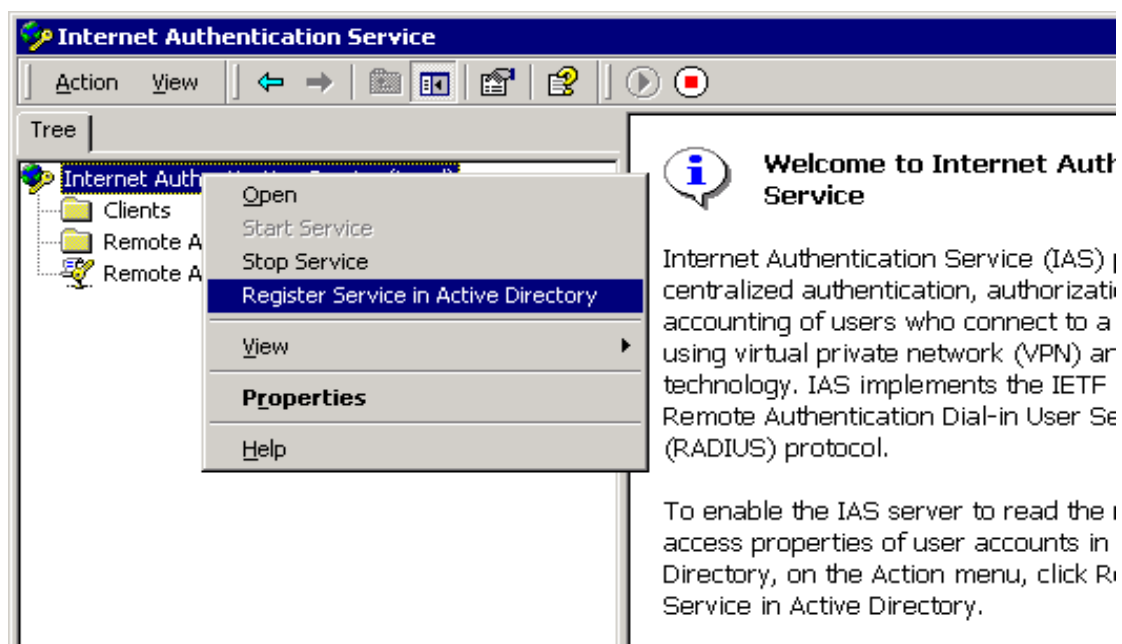 Internet Authentication Service
Action View
Tree
Internet Auth
Clients
Remote A
Remote A
Open
Start Service
Stop Service
Register Service in Active Directory
View
Properties
Help
Welcome to Internet Auth
Service
Internet Authentication Service (IAS)
centralized authentication, authorizati
accounting of users who connect to a
using virtual private network (VPN) an
technology. IAS implements the IETF
Remote Authentication Dial-in User Se
(RADIUS) protocol.
To enable the IAS server to read the
access properties of user accounts in
Directory, on the Action menu, click R
Service in Active Directory.